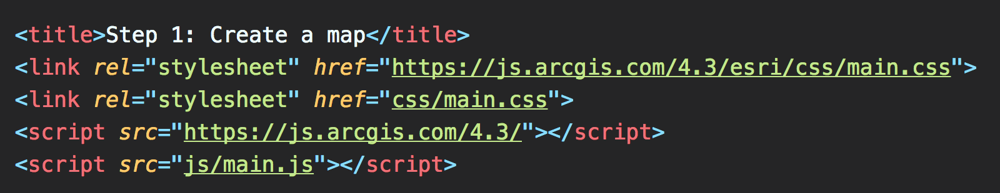 <title>Step 1: Create a map</title>
<link rel="stylesheet" href="https://js.arcgis.com/4.3/esri/css/main.css">
<link rel="stylesheet" href="css/main.css">
<script src="https://js.arcgis.com/4.3/"></script>
<script src="js/main.js"></script>